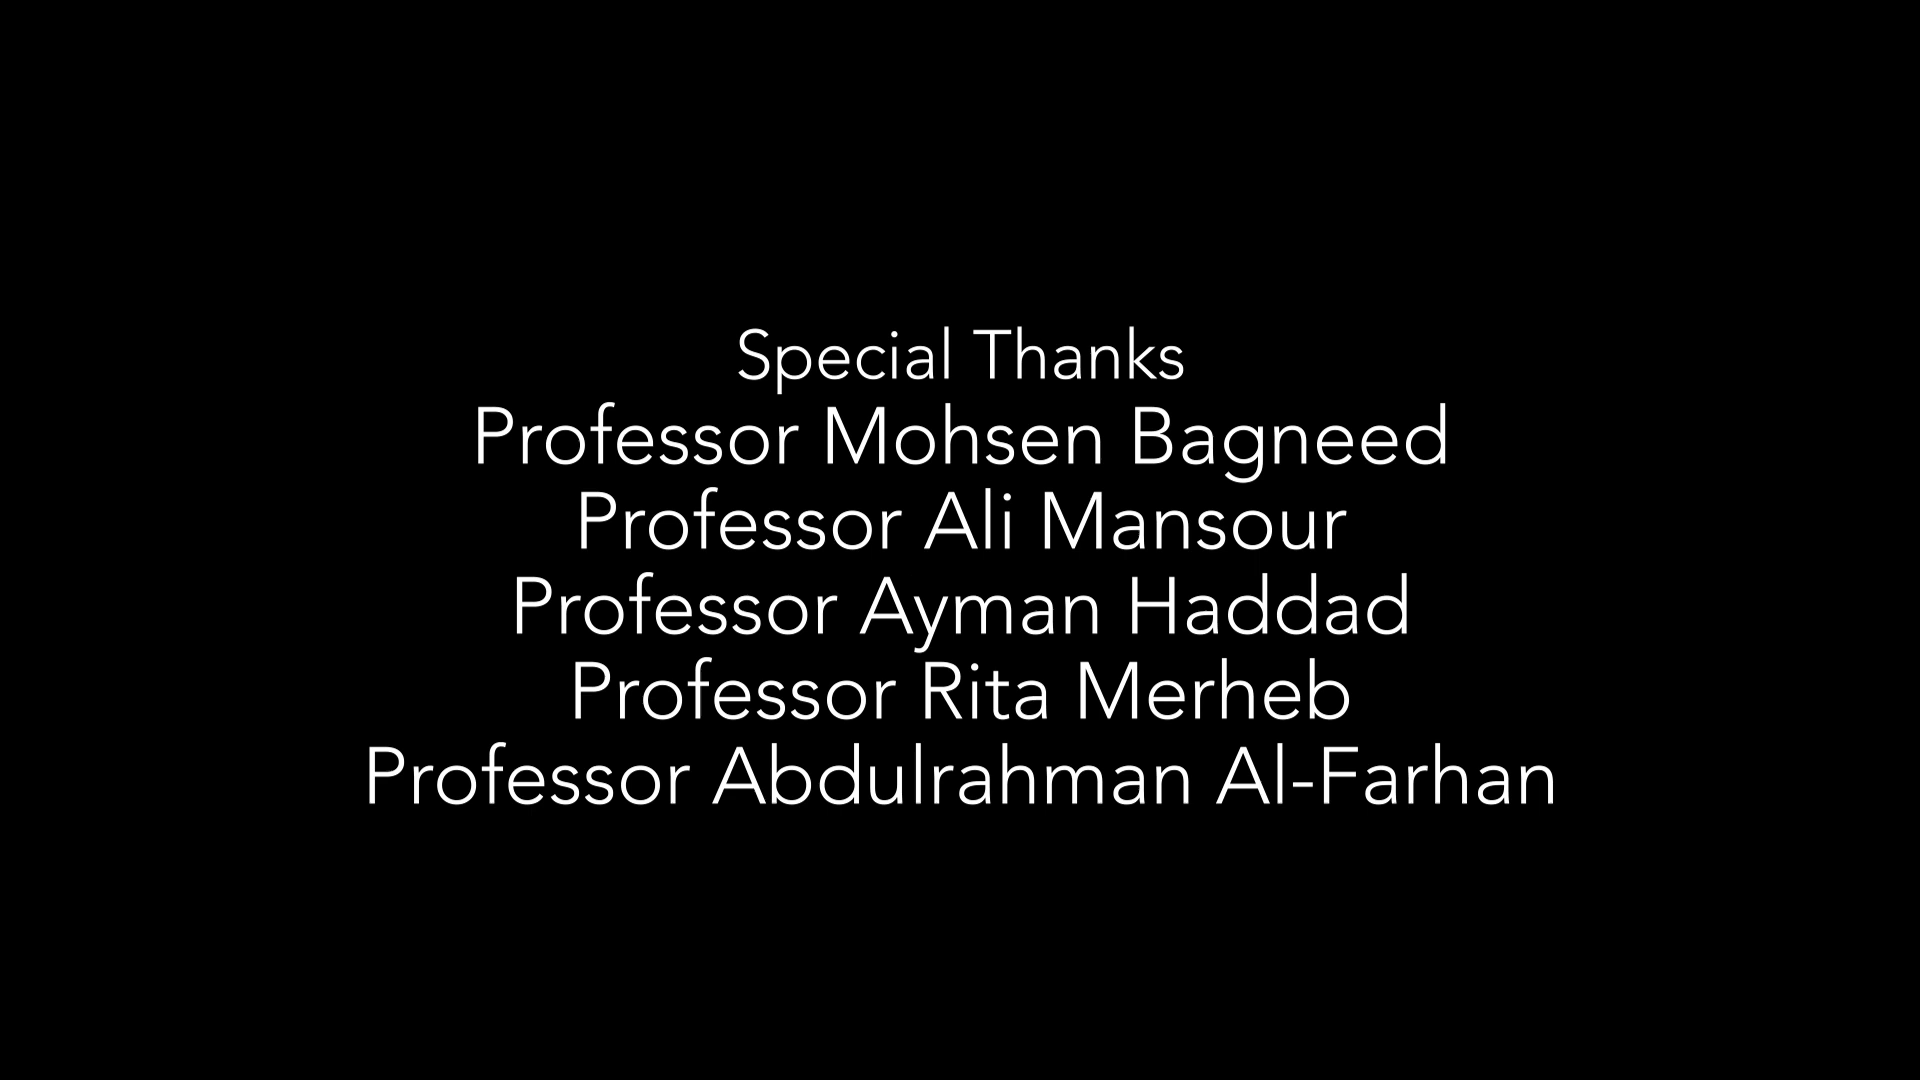 Special Thanks
Professor Mohsen Bagneed
Professor Ali Mansour
Professor Ayman Haddad
Professor Rita Merheb
Professor Abdulrahman Al-Farhan